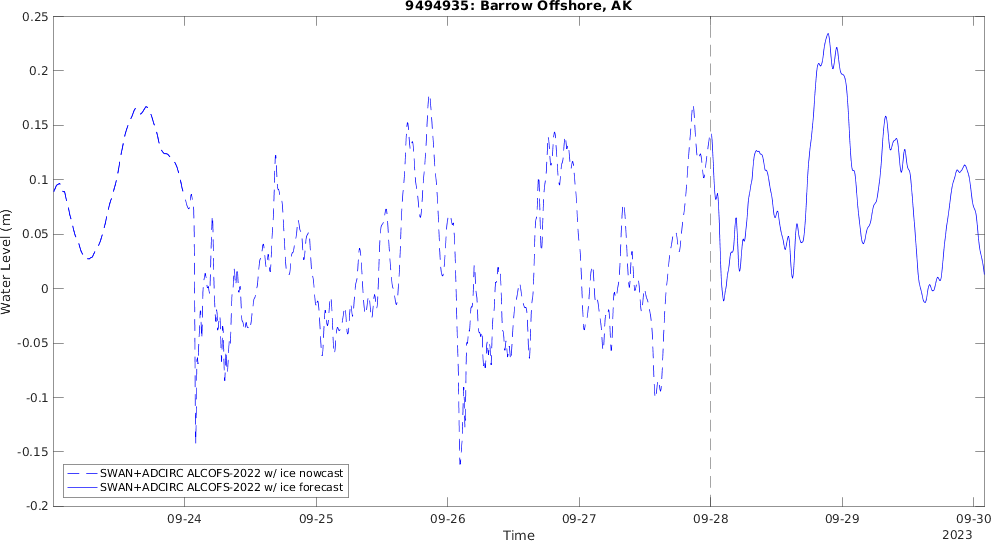 9494935: Barrow Offshore, AK
0.25
0.2
0.15
0.1
0.05
0
-0.05
-0.1
-0.15
-0.2
Water Level (m)
SWAN+ADCIRC ALCOFS-2022 w/ ice nowcast
SWAN+ADCIRC ALCOFS-2022 w/ ice forecast
09-24 09-25 09-26 09-27 09-28 09-29 09-30
Time
2023